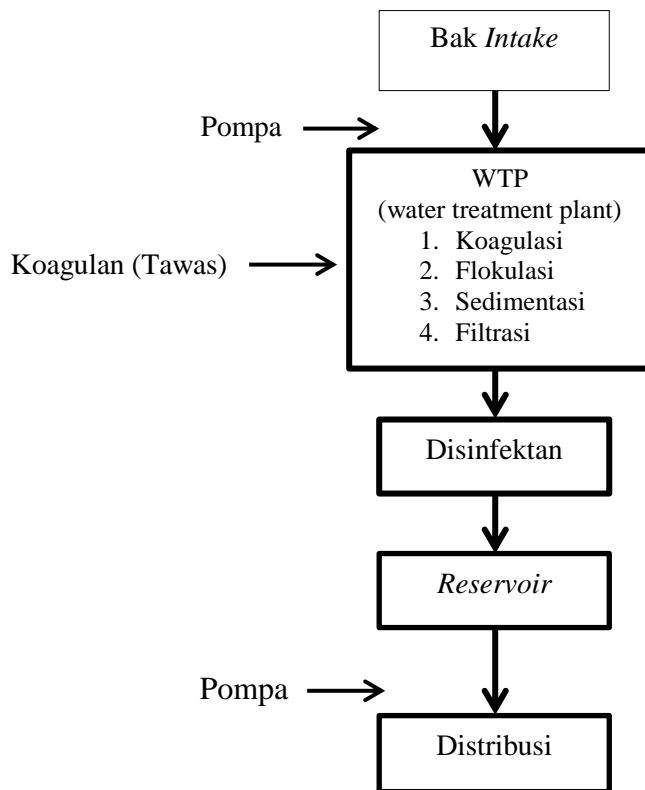 Bak Intake
Pompa
WTP
(water treatment plant)
1. Koagulasi
2. Flokulasi
3. Sedimentasi
4. Filtrasi
Koagulan (Tawas)
Disinfektan
Reservoir
Pompa
Distribusi